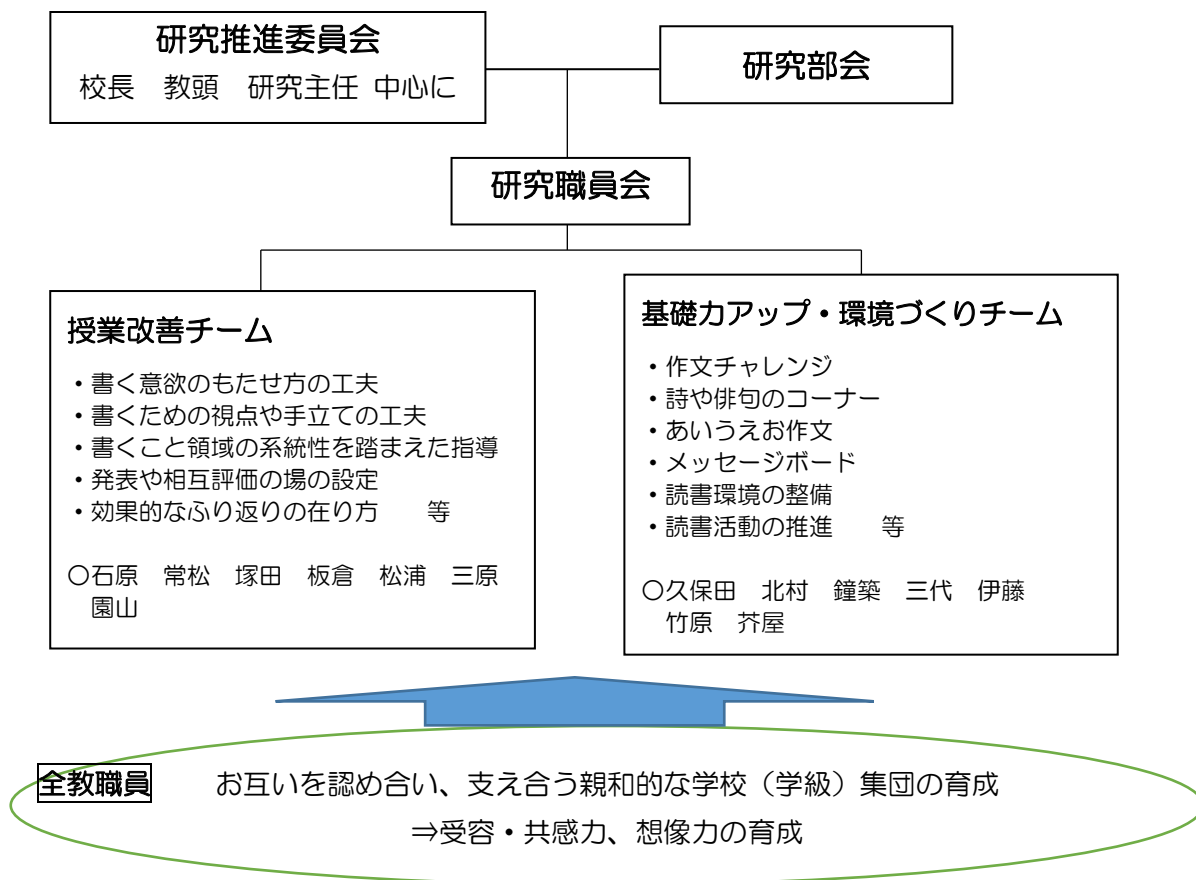 研究推進委員会
校長　教頭　研究主任 中心に
研究部会
研究職員会
授業改善チーム
・書く意欲のもたせ方の工夫
・書くための視点や手立ての工夫
・書くこと領域の系統性を踏まえた指導
・発表や相互評価の場の設定
・効果的なふり返りの在り方　　等
〇石原　常松　塚田　板倉　松浦　三原
園山
基礎力アップ・環境づくりチーム
・作文チャレンジ
・詩や俳句のコーナー
・あいうえお作文
・メッセージボード
・読書環境の整備
・読書活動の推進　　等
〇久保田　北村　鐘築　三代　伊藤
竹原　芥屋
全教職員　　お互いを認め合い、支え合う親和的な学校（学級）集団の育成
⇒受容・共感力、想像力の育成